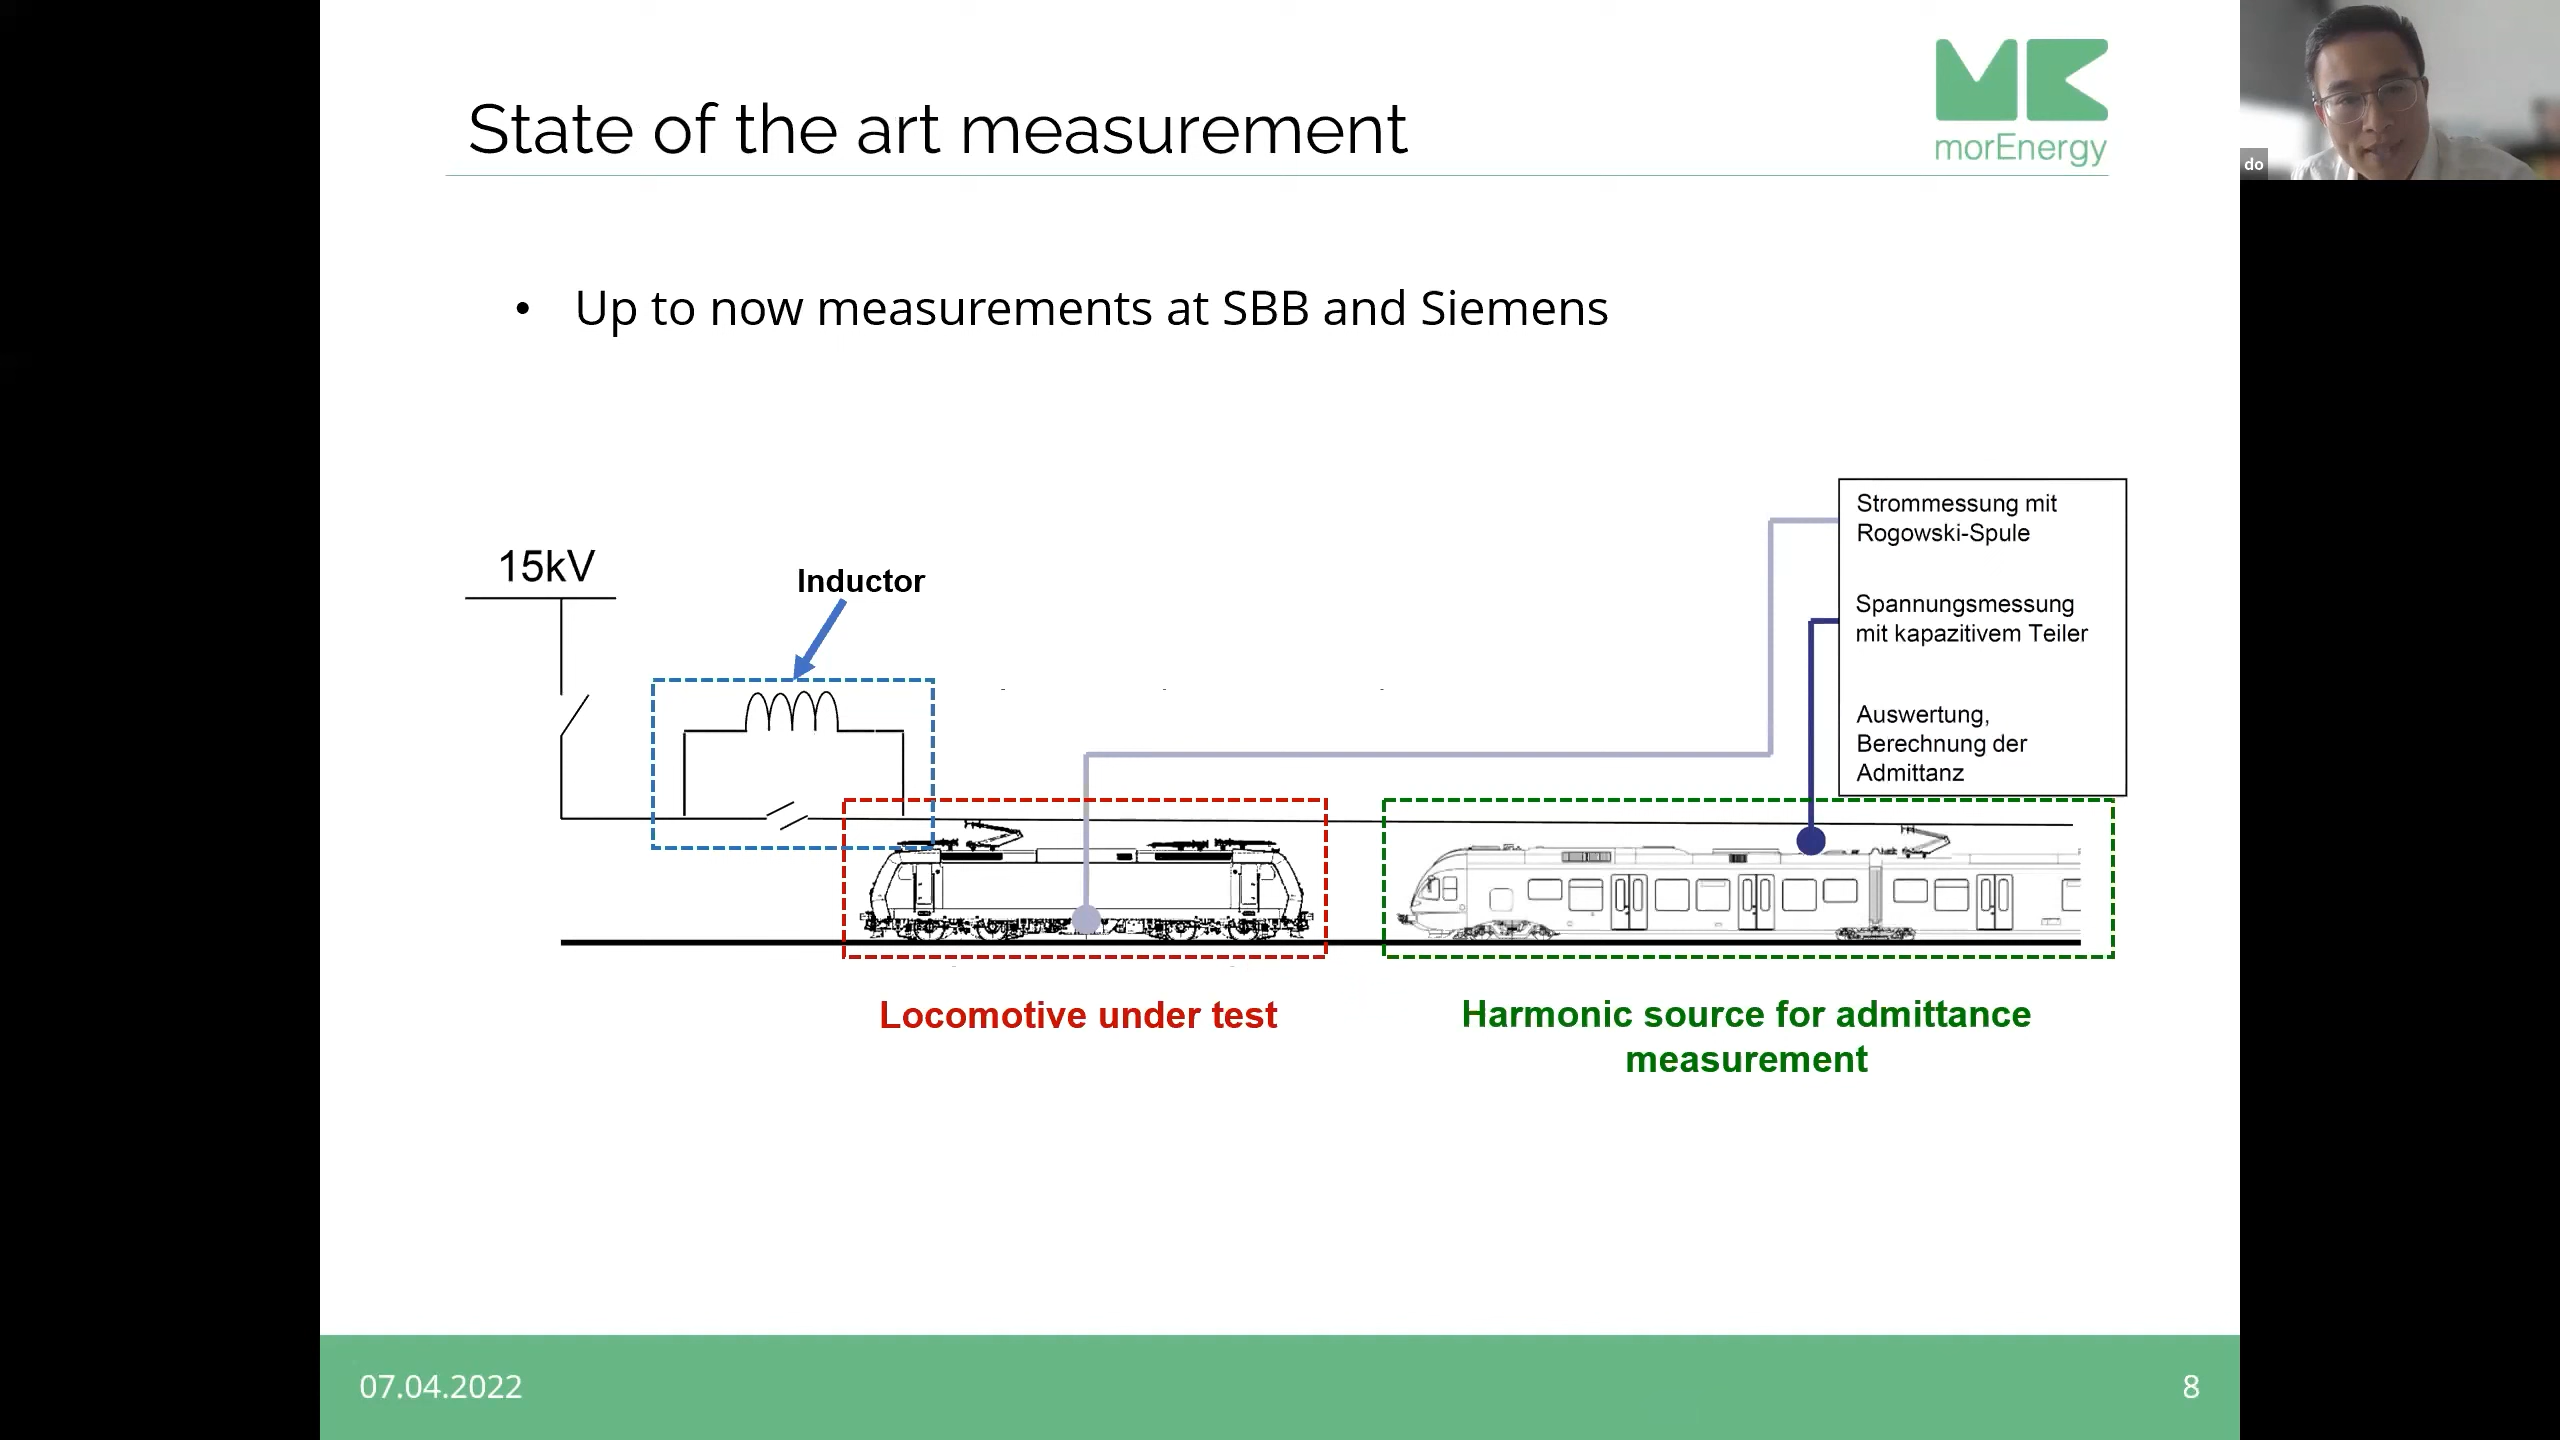 State of the art measurement
morEnergy
do
• Up to now measurements at SBB and Siemens
Strommessung mit
Rogowski-Spule
Spannungsmessung
mit kapazitivem Teiler
Auswertung,
Berechnung der
Admittanz
15kV
Inductor
Locomotive under test
Harmonic source for admittance
measurement
07.04.2022
8